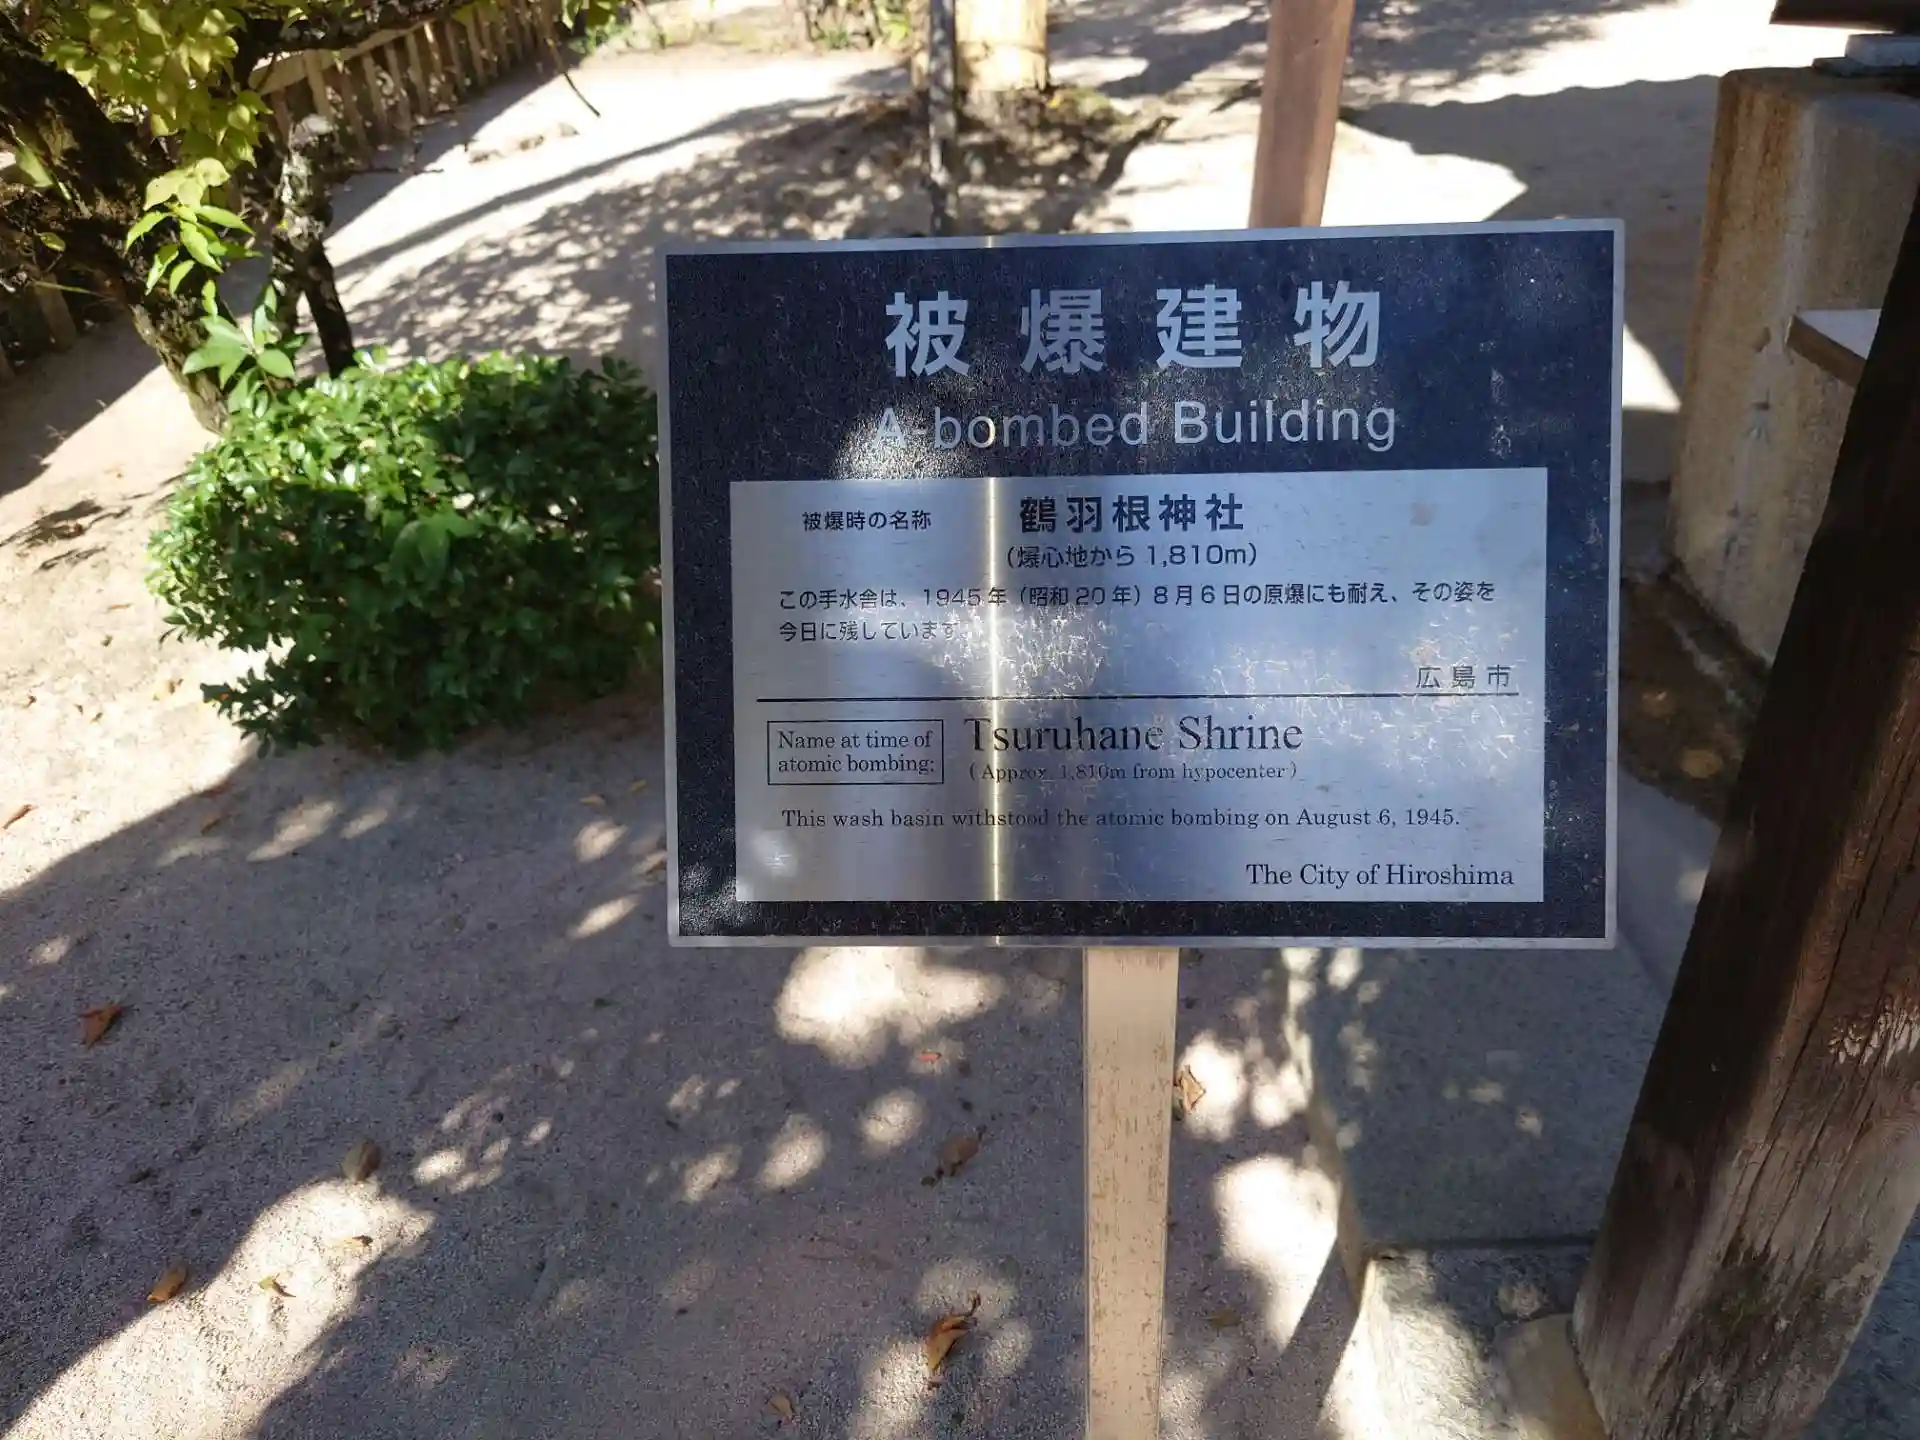 被爆建物
A-bombed Building
被爆時の名称 鶴羽根神社
(爆心地から 1,810m)
この手水舎は、1945年(昭和20年)8月6日の原爆にも耐え、その姿を
今日に残しています。
広島市
Name at time of
atomic bombing:
Tsuruhane Shrine
(Approx. 1,810m from hypocenter)
This wash basin withstood the atomic bombing on August 6, 1945.
The City of Hiroshima